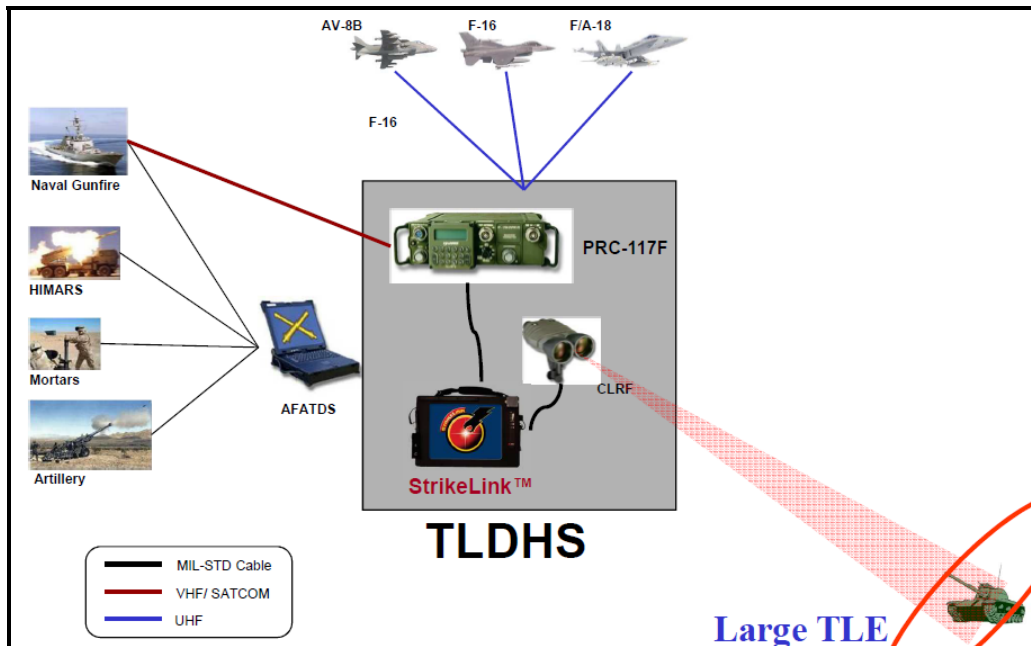 AV-8B
F-16
F/A-18
F-16
Naval Gunfire
HIMARS
Mortars
Artillery
AFATDS
PRC-117F
CLRF
StrikeLink™
TLDHS
MIL-STD Cable
VHF/ SATCOM
UHF
Large TLE